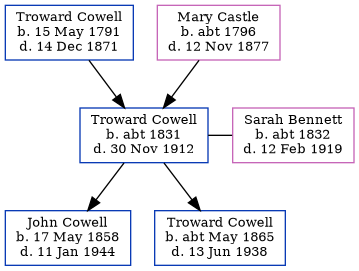 Troward Cowell
b. 15 May 1791
d. 14 Dec 1871
Mary Castle
b. abt 1796
d. 12 Nov 1877
Troward Cowell
b. abt 1831
d. 30 Nov 1912
Sarah Bennett
b. abt 1832
d. 12 Feb 1919
John Cowell
b. 17 May 1858
d. 11 Jan 1944
Troward Cowell
b. abt May 1865
d. 13 Jun 1938